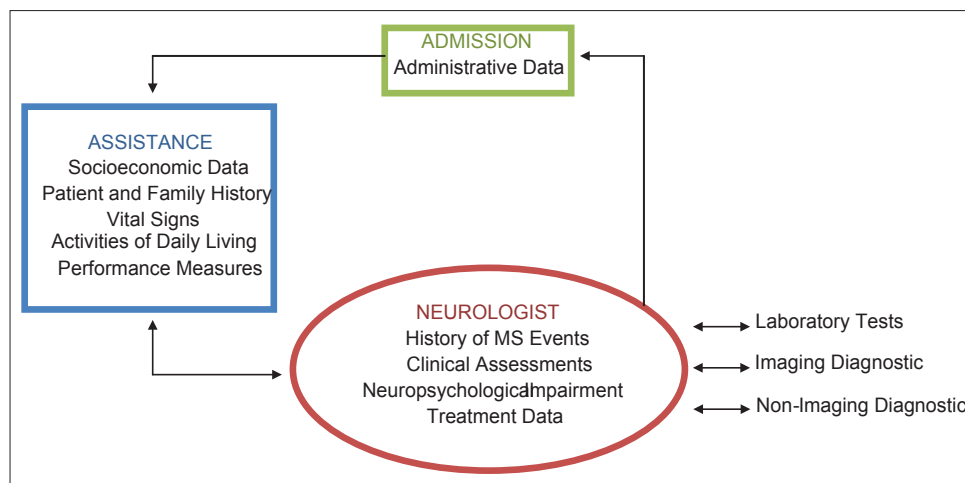 ADMISSION
Administrative Data
ASSISTANCE
Socioeconomic Data
Patient and Family History
Vital Signs
Activities of Daily Living
Performance Measures
NEUROLOGIST
History of MS Events
Clinical Assessments
Neuropsychological Impairment
Treatment Data
Laboratory Tests
Imaging Diagnostic
Non-Imaging Diagnostic